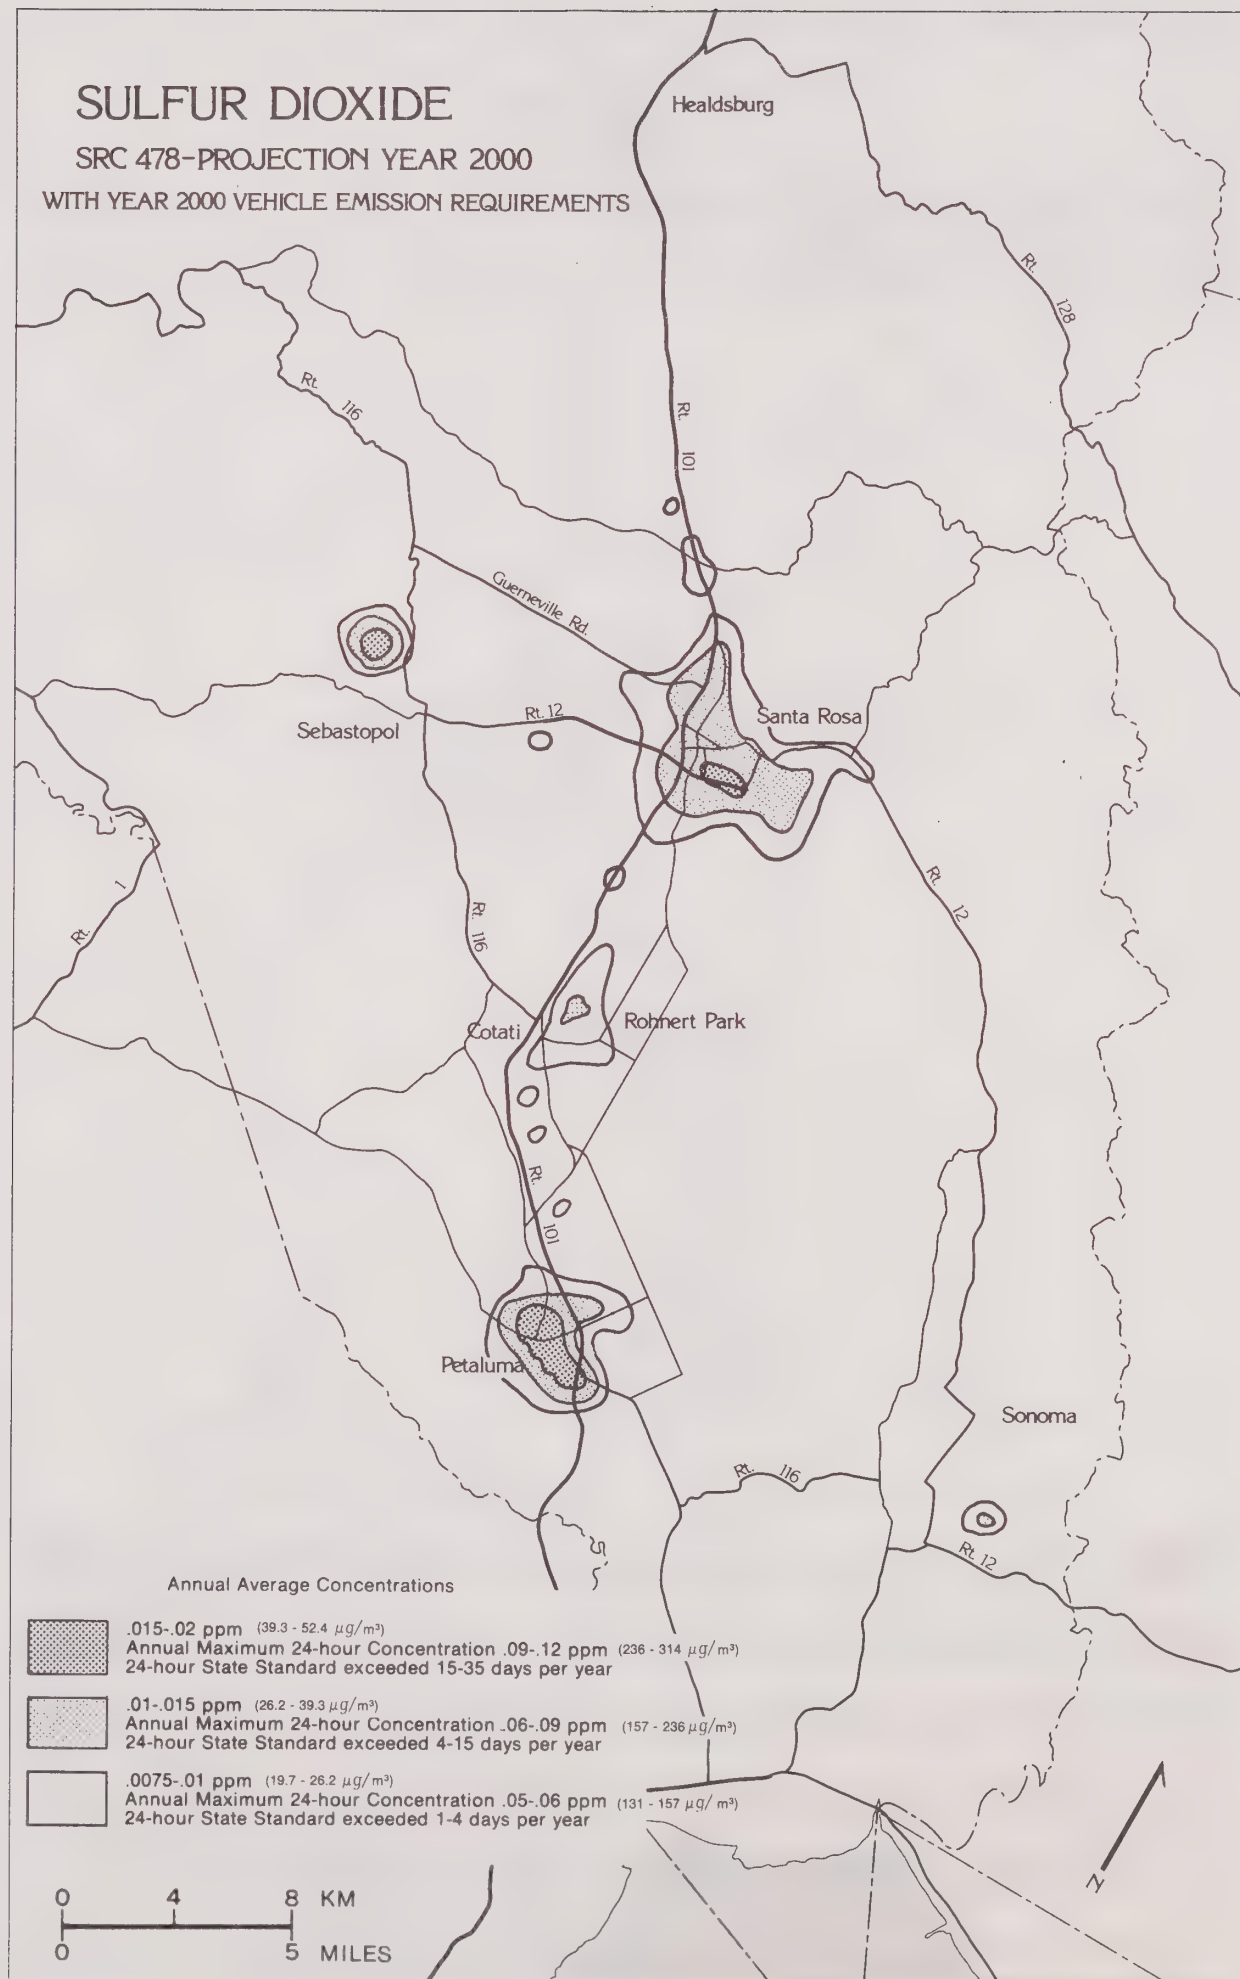 SULFUR DIOXIDE
SRC 478-PROJECTION YEAR 2000
WITH YEAR 2000 VEHICLE EMISSION REQUIREMENTS
Healdsburg
Rt. 128
Rt. 116
Rt. 101
Guerneville Rd.
Rt. 12
Santa Rosa
Sebastopol
Rt. 12
Rt. 1
Rt. 116
Cotati
Rohnert Park
Rt. 101
Petaluma
Sonoma
Rt. 116
Rt. 12
Annual Average Concentrations
.015-.02 ppm (39.3 - 52.4 µg/m³)
Annual Maximum 24-hour Concentration .09-.12 ppm (236 - 314 µg/m³)
24-hour State Standard exceeded 15-35 days per year
.01-.015 ppm (26.2 - 39.3 µg/m³)
Annual Maximum 24-hour Concentration .06-.09 ppm (157 - 236 µg/m³)
24-hour State Standard exceeded 4-15 days per year
.0075-.01 ppm (19.7 - 26.2 µg/m³)
Annual Maximum 24-hour Concentration .05-.06 ppm (131 - 157 µg/m³)
24-hour State Standard exceeded 1-4 days per year
N
0 4 8 KM
0 5 MILES